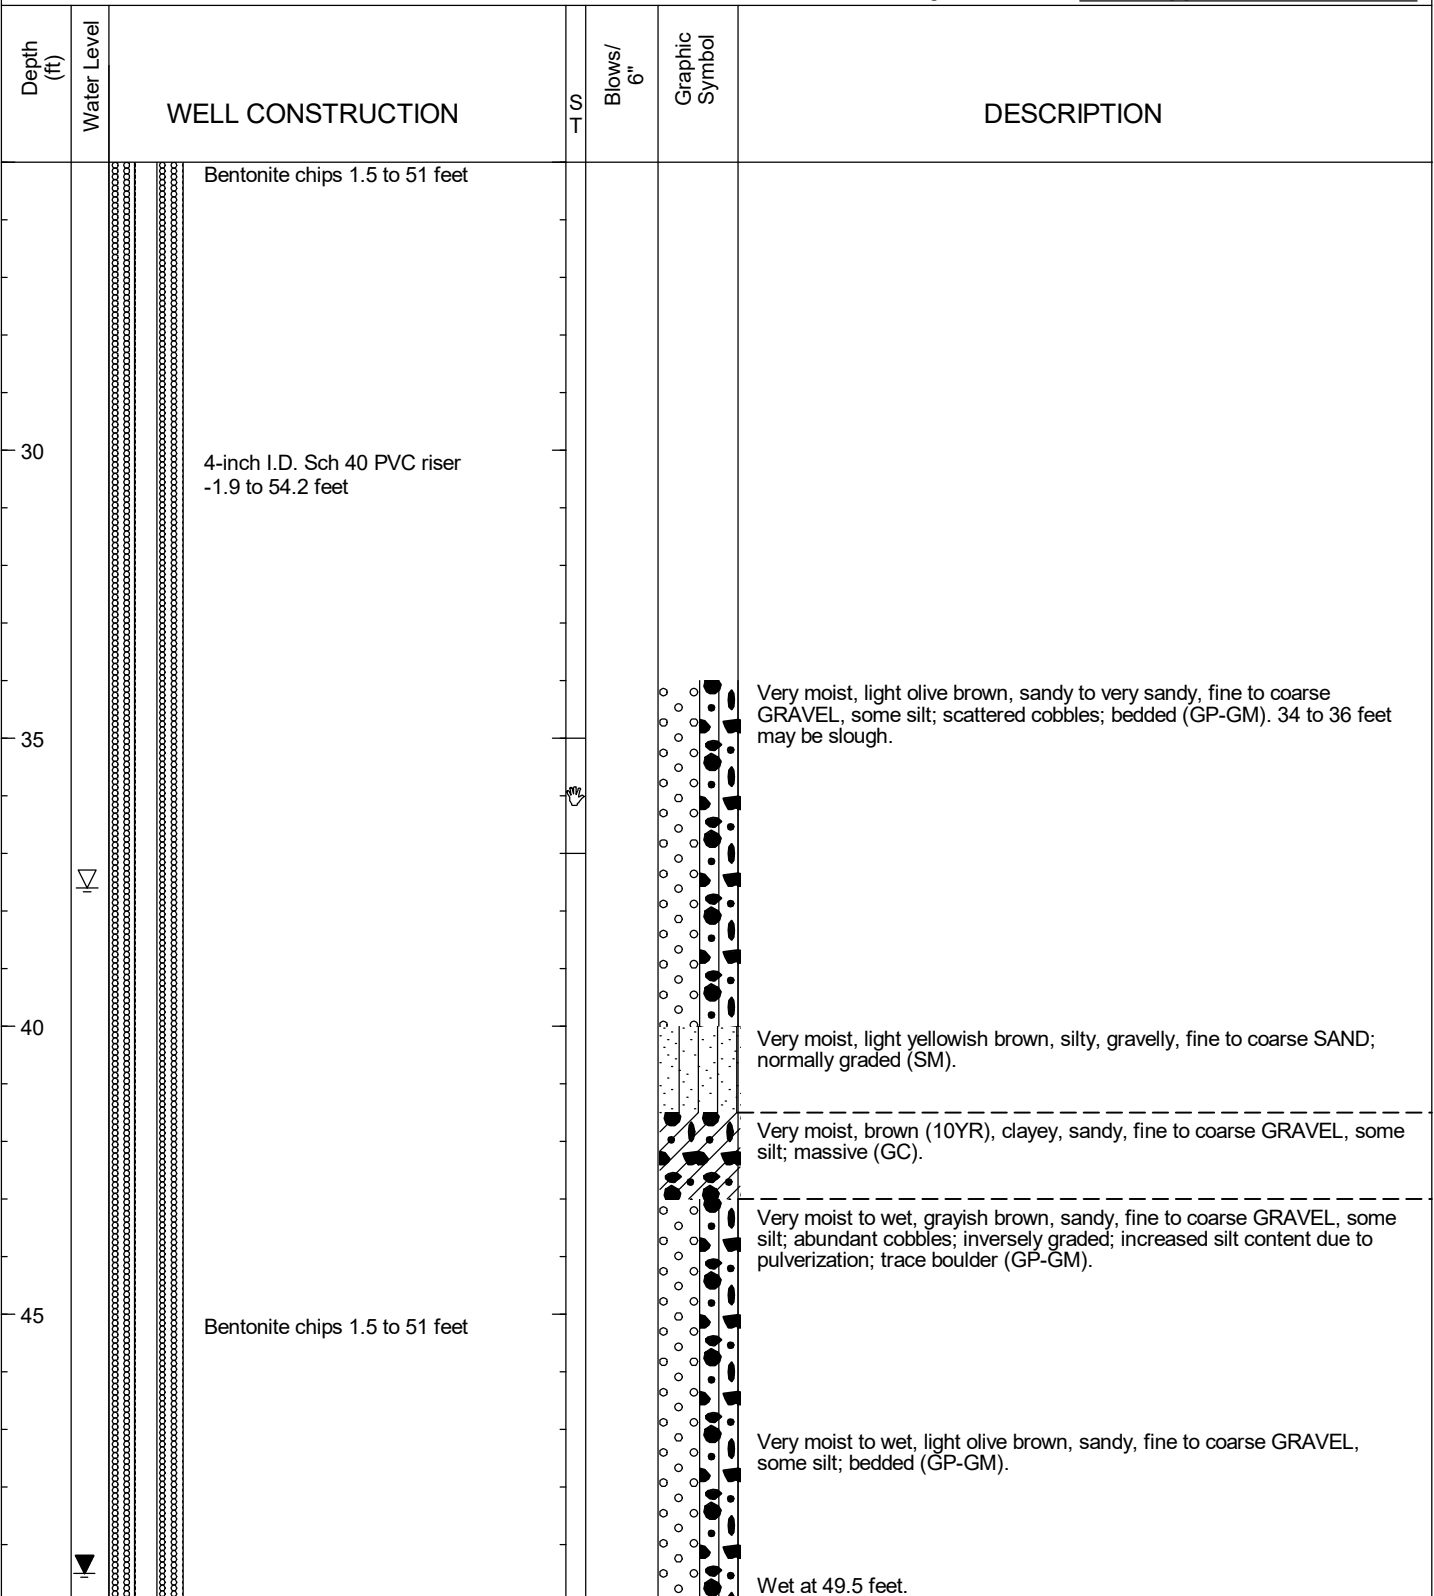 Depth
(ft)
Water Level
WELL CONSTRUCTION
S
T
Blows/
6"
Graphic
Symbol
DESCRIPTION
Bentonite chips 1.5 to 51 feet
30
4-inch I.D. Sch 40 PVC riser
-1.9 to 54.2 feet
Very moist, light olive brown, sandy to very sandy, fine to coarse
GRAVEL, some silt; scattered cobbles; bedded (GP-GM). 34 to 36 feet
may be slough.
35
40
Very moist, light yellowish brown, silty, gravelly, fine to coarse SAND;
normally graded (SM).
Very moist, brown (10YR), clayey, sandy, fine to coarse GRAVEL, some
silt; massive (GC).
Very moist to wet, grayish brown, sandy, fine to coarse GRAVEL, some
silt; abundant cobbles; inversely graded; increased silt content due to
pulverization; trace boulder (GP-GM).
45
Bentonite chips 1.5 to 51 feet
Very moist to wet, light olive brown, sandy, fine to coarse GRAVEL,
some silt; bedded (GP-GM).
Wet at 49.5 feet.